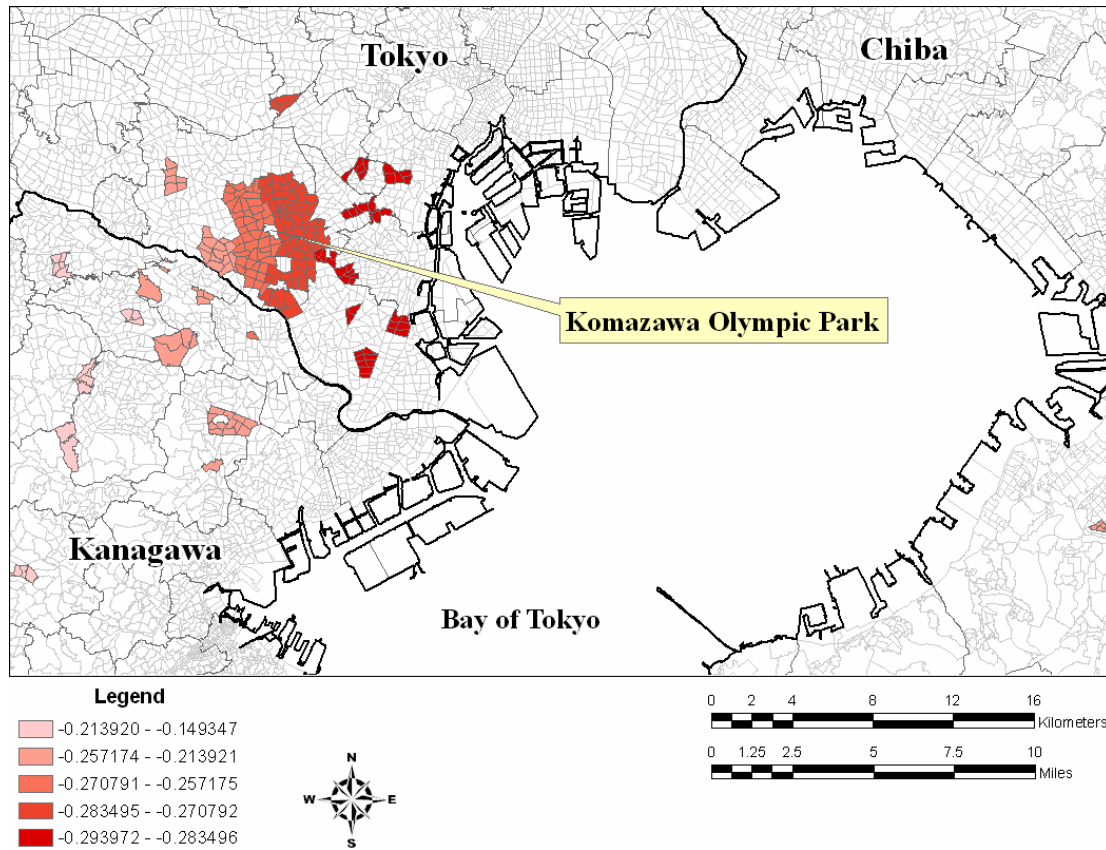 Tokyo
Chiba
Komazawa Olympic Park
Kanagawa
Bay of Tokyo
Legend
-0.213920 - -0.149347
-0.257174 - -0.213921
-0.270791 - -0.257175
-0.283495 - -0.270792
-0.293972 - -0.283496
N
W E
S
0 2 4 8 12 16
Kilometers
0 1.25 2.5 5 7.5 10
Miles